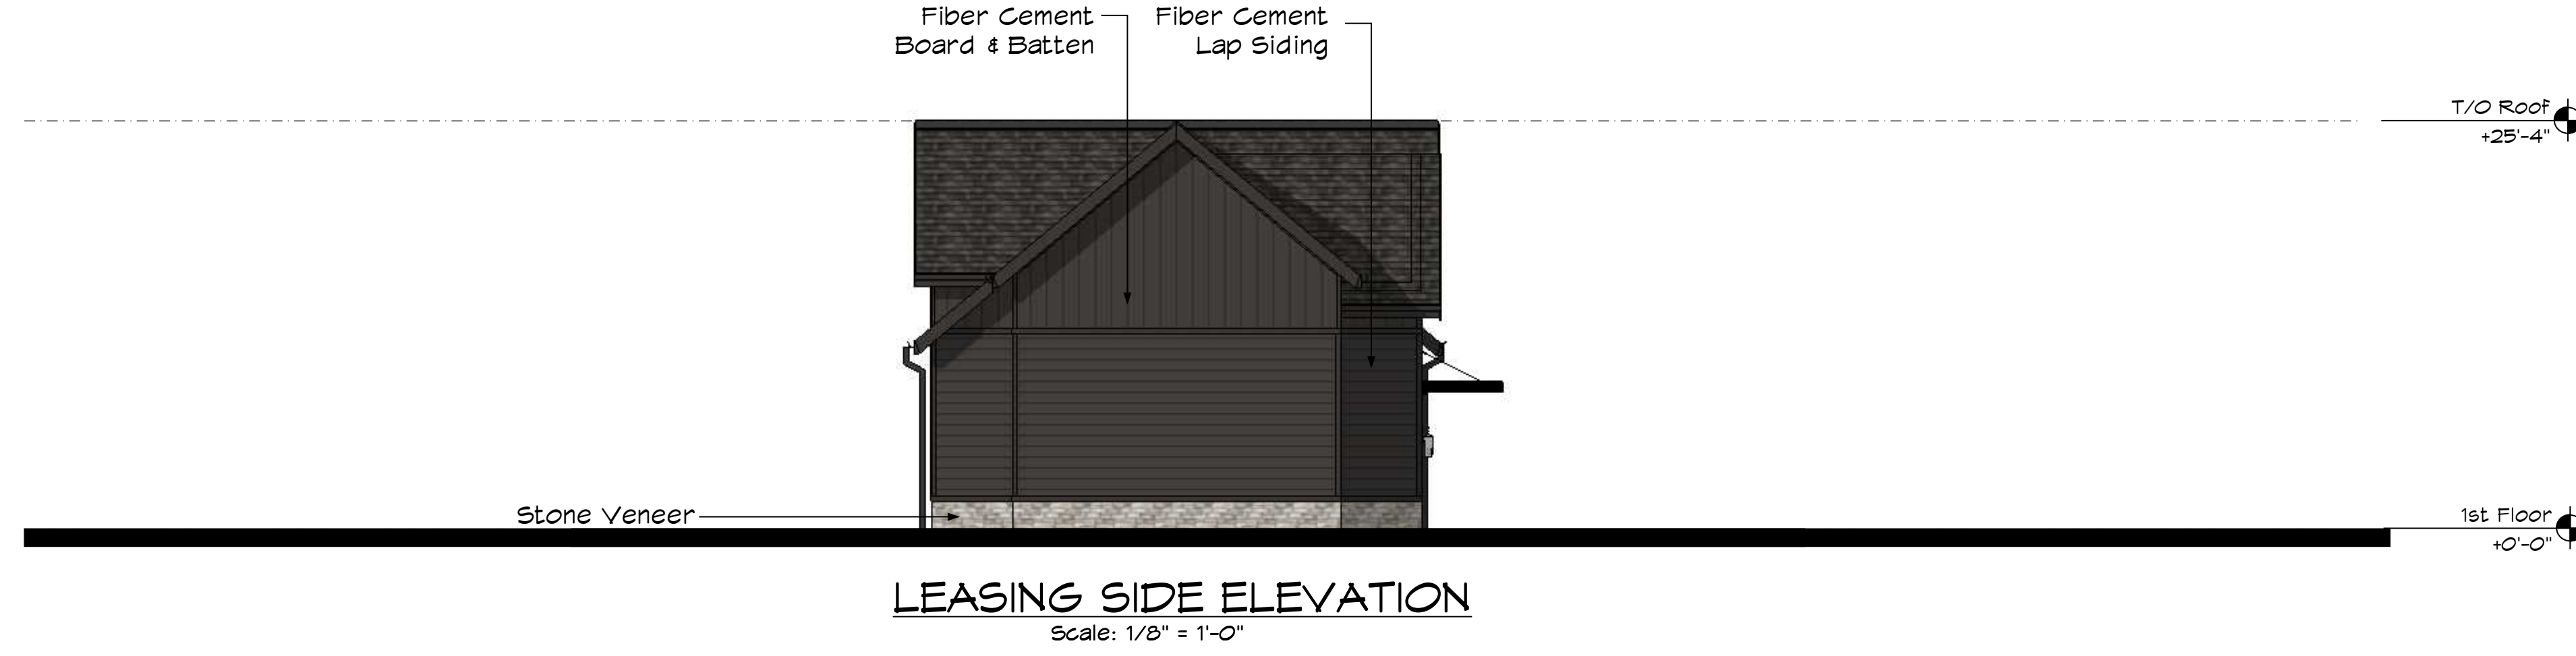 Fiber Cement
Board & Batten
Fiber Cement
Lap Siding
T/O Roof
+25'-4"
Stone Veneer
1st Floor
+0'-0"
LEASING SIDE ELEVATION
Scale: 1/8" = 1'-0"